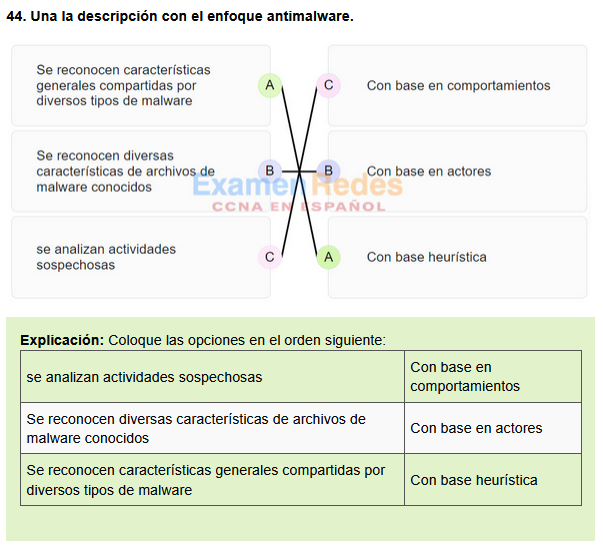 44. Una la descripción con el enfoque antimalware.
Se reconocen características
generales compartidas por
diversos tipos de malware
A
C
Con base en comportamientos
Se reconocen diversas
características de archivos de
malware conocidos
B
B
Con base en actores
ExamenRedes
CCNA EN ESPAÑOL
se analizan actividades
sospechosas
C
A
Con base heurística
Explicación: Coloque las opciones en el orden siguiente:
se analizan actividades sospechosas
Con base en
comportamientos
Se reconocen diversas características de archivos de
malware conocidos
Con base en actores
Se reconocen características generales compartidas por
diversos tipos de malware
Con base heurística